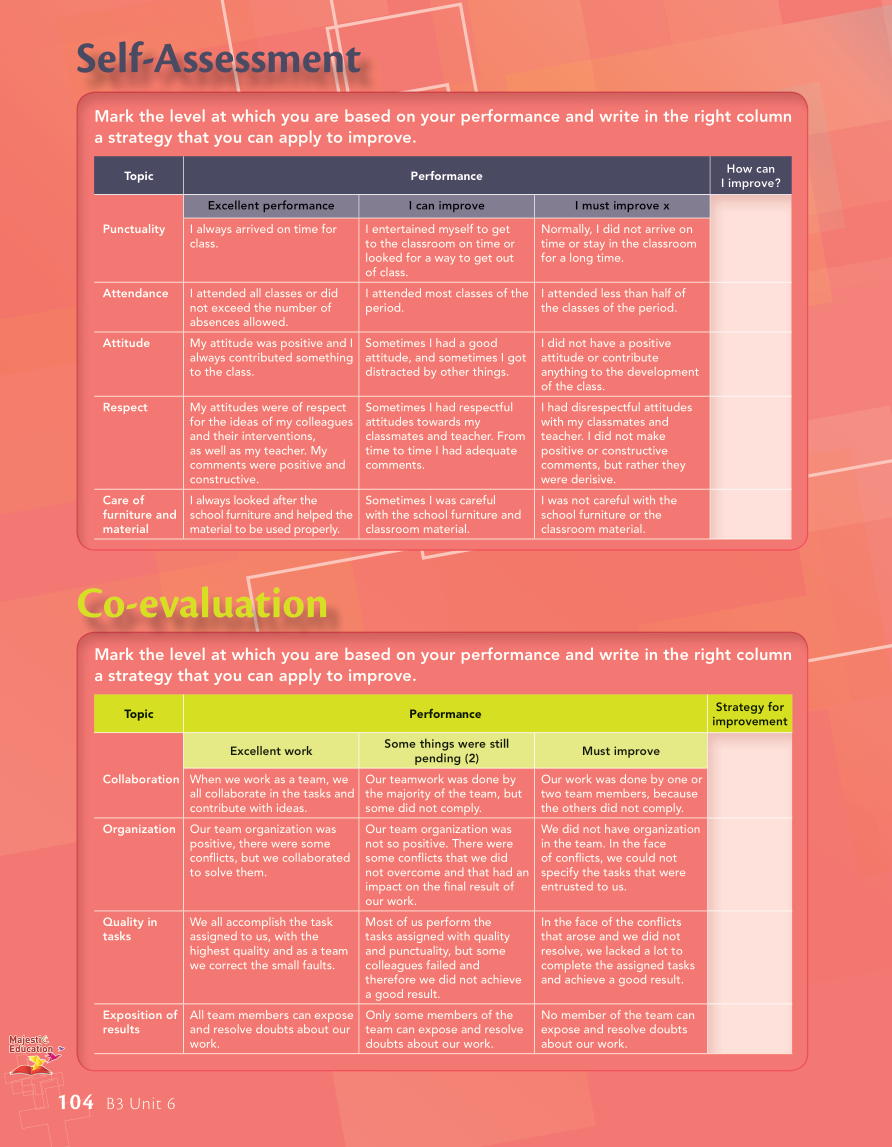 Self-Assessment
Mark the level at which you are based on your performance and write in the right column
a strategy that you can apply to improve.
Topic
Performance
How can
I improve?
Excellent performance
I can improve
I must improve x
Punctuality
I always arrived on time for
class.
I entertained myself to get
to the classroom on time or
looked for a way to get out
of class.
Normally, I did not arrive on
time or stay in the classroom
for a long time.
Attendance
I attended all classes or did
not exceed the number of
absences allowed.
I attended most classes of the
period.
I attended less than half of
the classes of the period.
Attitude
My attitude was positive and I
always contributed something
to the class.
Sometimes I had a good
attitude, and sometimes I got
distracted by other things.
I did not have a positive
attitude or contribute
anything to the development
of the class.
Respect
My attitudes were of respect
for the ideas of my colleagues
and their interventions,
as well as my teacher. My
comments were positive and
constructive.
Sometimes I had respectful
attitudes towards my
classmates and teacher. From
time to time I had adequate
comments.
I had disrespectful attitudes
with my classmates and
teacher. I did not make
positive or constructive
comments, but rather they
were derisive.
Care of
furniture and
material
I always looked after the
school furniture and helped the
material to be used properly.
Sometimes I was careful
with the school furniture and
classroom material.
I was not careful with the
school furniture or the
classroom material.
Co-evaluation
Mark the level at which you are based on your performance and write in the right column
a strategy that you can apply to improve.
Topic
Performance
Strategy for
improvement
Excellent work
Some things were still
pending (2)
Must improve
Collaboration
When we work as a team, we
all collaborate in the tasks and
contribute with ideas.
Our teamwork was done by
the majority of the team, but
some did not comply.
Our work was done by one or
two team members, because
the others did not comply.
Organization
Our team organization was
positive, there were some
conflicts, but we collaborated
to solve them.
Our team organization was
not so positive. There were
some conflicts that we did
not overcome and that had an
impact on the final result of
our work.
We did not have organization
in the team. In the face
of conflicts, we could not
specify the tasks that were
entrusted to us.
Quality in
tasks
We all accomplish the task
assigned to us, with the
highest quality and as a team
we correct the small faults.
Most of us perform the
tasks assigned with quality
and punctuality, but some
colleagues failed and
therefore we did not achieve
a good result.
In the face of the conflicts
that arose and we did not
resolve, we lacked a lot to
complete the assigned tasks
and achieve a good result.
Exposition of
results
All team members can expose
and resolve doubts about our
work.
Only some members of the
team can expose and resolve
doubts about our work.
No member of the team can
expose and resolve doubts
about our work.
Majestic
Education
104 B3 Unit 6